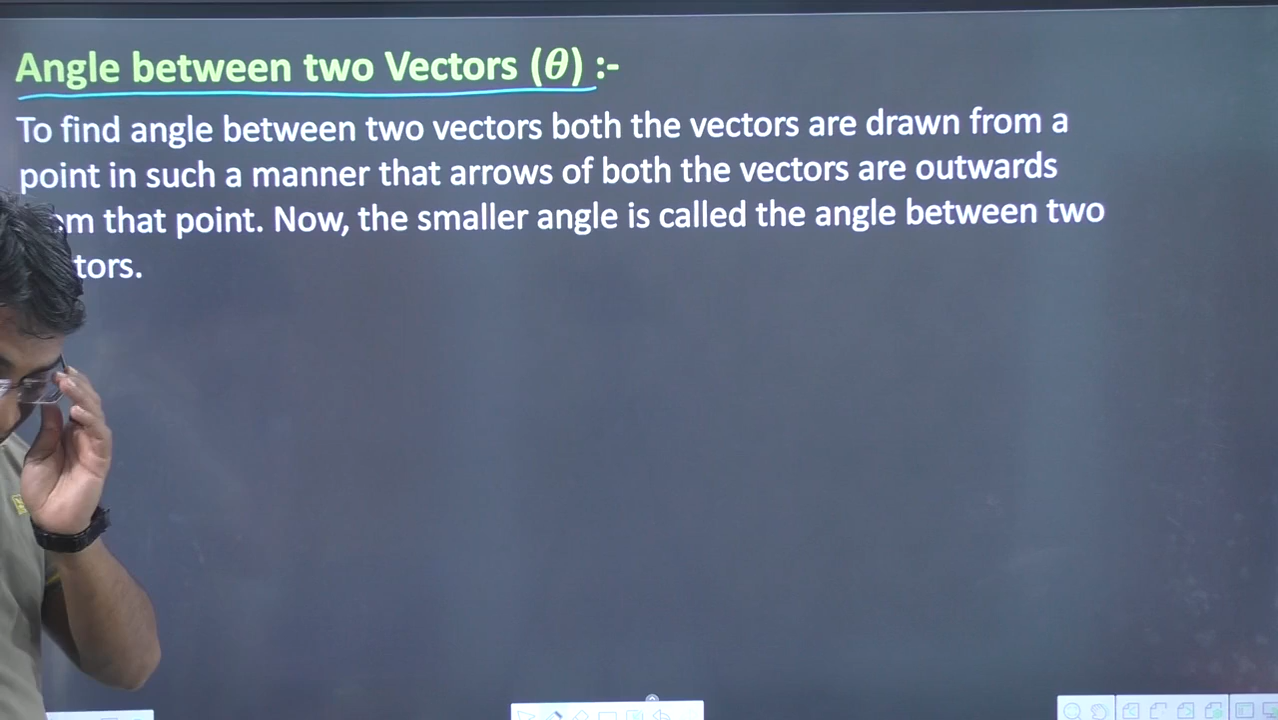 Angle between two Vectors (θ) :-
To find angle between two vectors both the vectors are drawn from a
point in such a manner that arrows of both the vectors are outwards
that point. Now, the smaller angle is called the angle between two